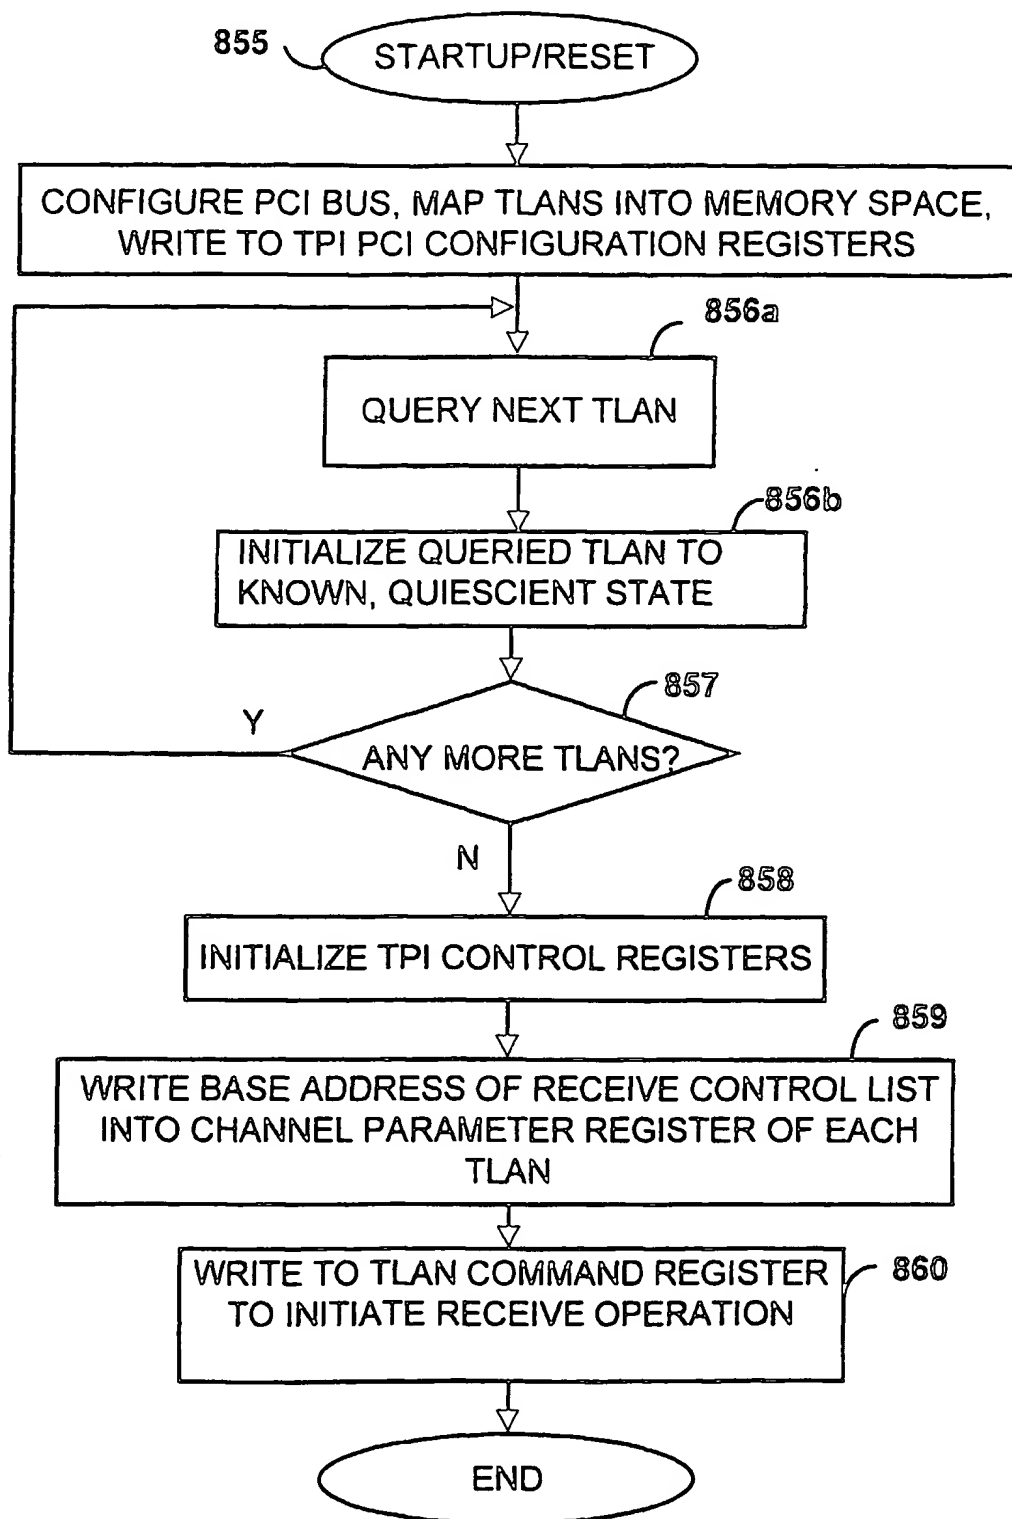 855
STARTUP/RESET
CONFIGURE PCI BUS, MAP TLANS INTO MEMORY SPACE,
WRITE TO TPI PCI CONFIGURATION REGISTERS
856a
QUERY NEXT TLAN
856b
INITIALIZE QUERIED TLAN TO
KNOWN, QUIESCIENT STATE
857
Y
ANY MORE TLANS?
N
858
INITIALIZE TPI CONTROL REGISTERS
859
WRITE BASE ADDRESS OF RECEIVE CONTROL LIST
INTO CHANNEL PARAMETER REGISTER OF EACH
TLAN
860
WRITE TO TLAN COMMAND REGISTER
TO INITIATE RECEIVE OPERATION
END